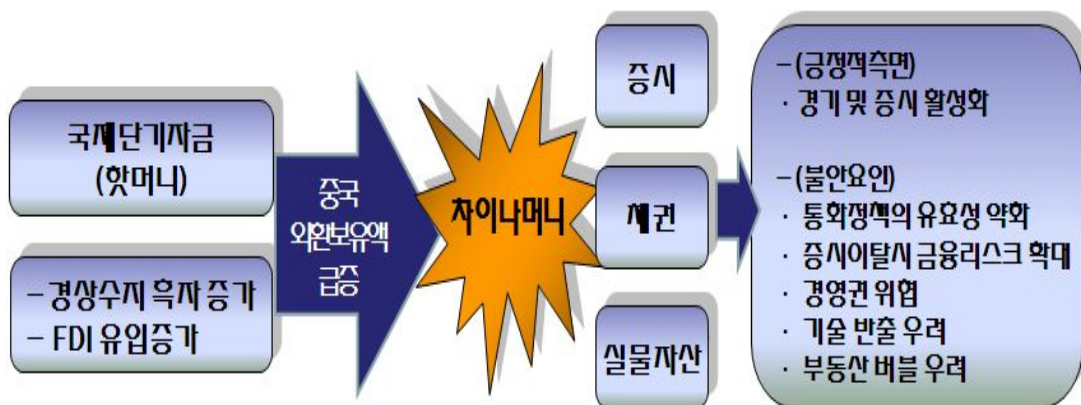 국제단기자금
(핫머니)
– 경상수지 흑자 증가
– FDI 유입증가
중국
외환보유액
급증
차이나머니
증시
채권
실물자산
– (긍정적측면)
· 경기 및 증시 활성화
– (불안요인)
· 통화정책의 유효성 약화
· 증시이탈시 금융리스크 확대
· 경영권 위협
· 기술 반출 우려
· 부동산 버블 우려